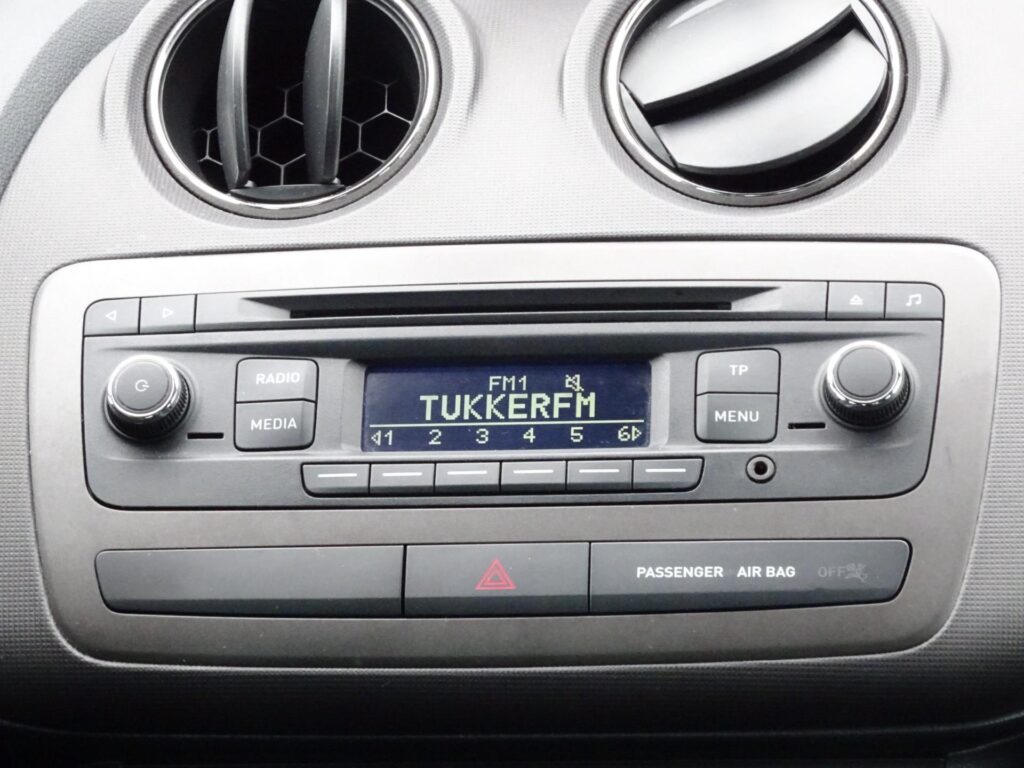 RADIO
MEDIA
FM1
TUKKERFM
1 2 3 4 5 6
TP
MENU
PASSENGER AIR BAG OFF